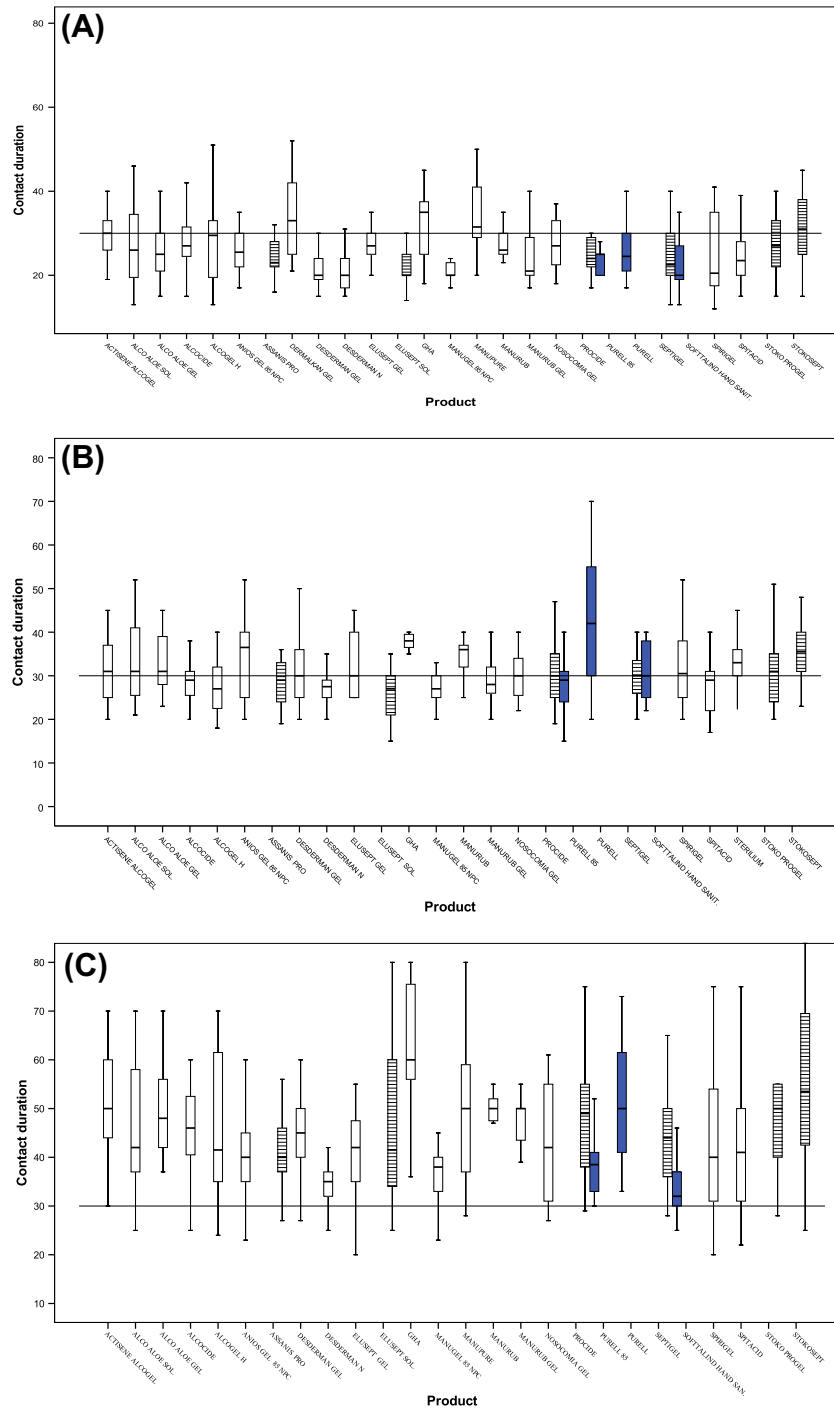 (A)
80
60
40
20
Contact duration
ACTISENE ALCOGEL
ALCO ALOE SOL.
ALCO ALOE GEL
ALCOCIDE
ALCOGEL H
ANIOS GEL 85 NPC
ASSANIS PRO
DERMALKAN GEL
DESDERMAN GEL
DESDERMAN N
ELUSEPT GEL
ELUSEPT SOL.
GHA
MANUGEL 85 NPC
MANUPURE
MANURUB
MANURUB GEL
NOSOCOMIA GEL
PROCIDE
PURELL 85
PURELL
SEPTIGEL
SOFTTALIND HAND SANIT.
SPIRIGEL
SPITACID
STOKO PROGEL
STOKOSEPT
Product
(B)
80
70
60
50
40
30
20
10
0
Contact duration
ACTISENE ALCOGEL
ALCO ALOE SOL.
ALCO ALOE GEL
ALCOCIDE
ALCOGEL H
ANIOS GEL 85 NPC
ASSANIS PRO
DESDERMAN GEL
DESDERMAN N
ELUSEPT GEL
ELUSEPT SOL.
GHA
MANUGEL 85 NPC
MANURUB
MANURUB GEL
NOSOCOMIA GEL
PROCIDE
PURELL 85
PURELL
SEPTIGEL
SOFTTALIND HAND SANIT.
SPIRIGEL
SPITACID
STERILIUM
STOKO PROGEL
STOKOSEPT
Product
(C)
80
70
60
50
40
30
20
10
Contact duration
ACTISENE ALCOGEL
ALCO ALOE SOL.
ALCO ALOE GEL
ALCOCIDE
ALCOGEL H
ANIOS GEL 85 NPC
ASSANIS PRO
DESDERMAN GEL
DESDERMAN N
ELUSEPT GEL
ELUSEPT SOL.
GHA
MANUGEL 85 NPC
MANUPURE
MANURUB
MANURUB GEL
NOSOCOMIA GEL
PROCIDE
PURELL 85
PURELL
SEPTIGEL
SOFTTALIND HAND SAN.
SPIRIGEL
SPITACID
STOKO PROGEL
STOKOSEPT
Product